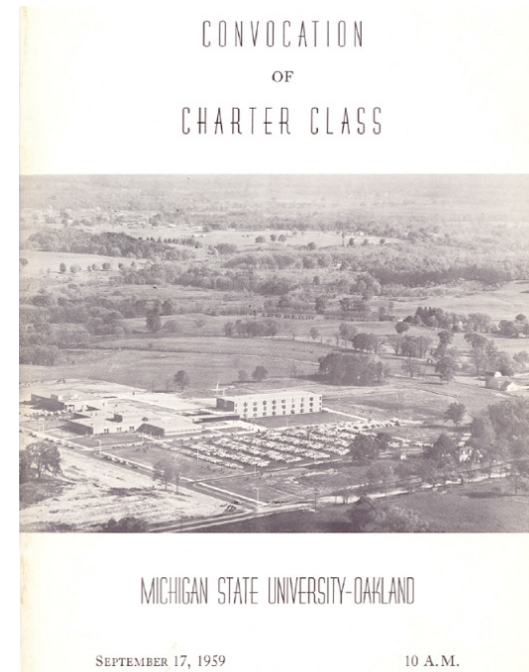 CONVOCATION
OF
CHARTER CLASS
MICHIGAN STATE UNIVERSITY-OAKLAND
SEPTEMBER 17, 1959 10 A.M.